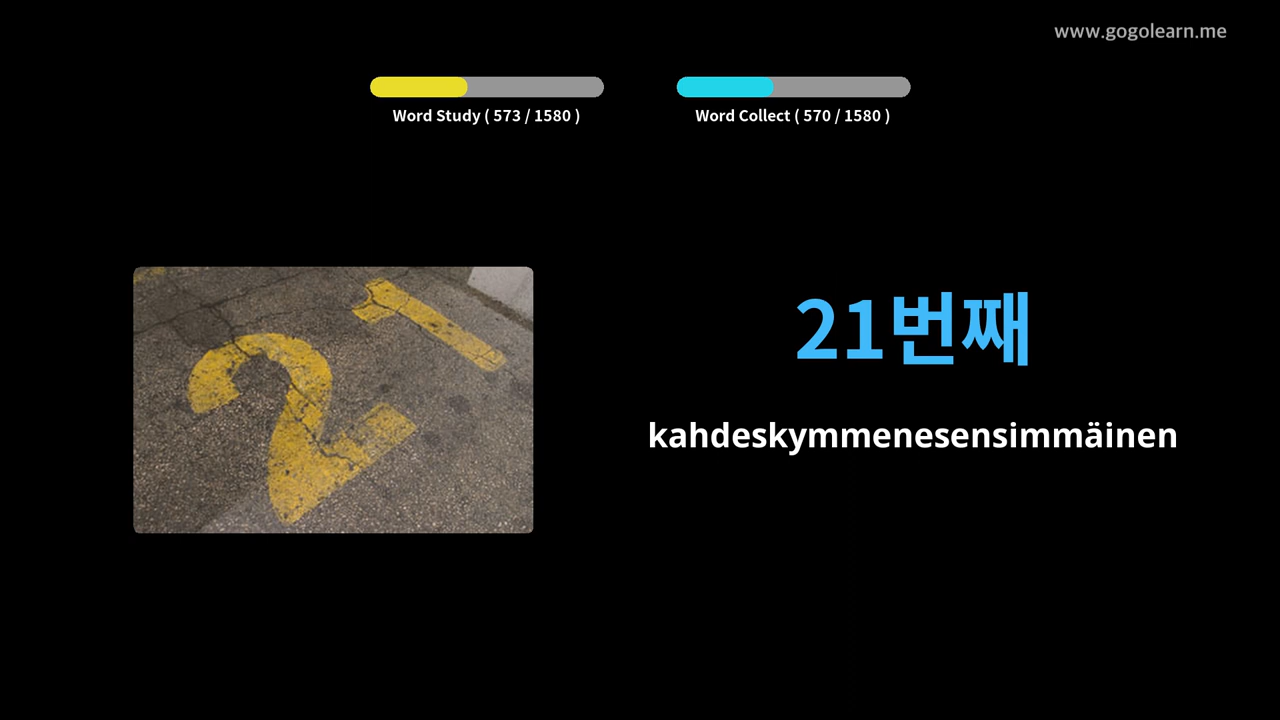 www.gogolearn.me
Word Study ( 573 / 1580 )
Word Collect ( 570 / 1580 )
21
21번째
kahdeskymmenesensimmäinen